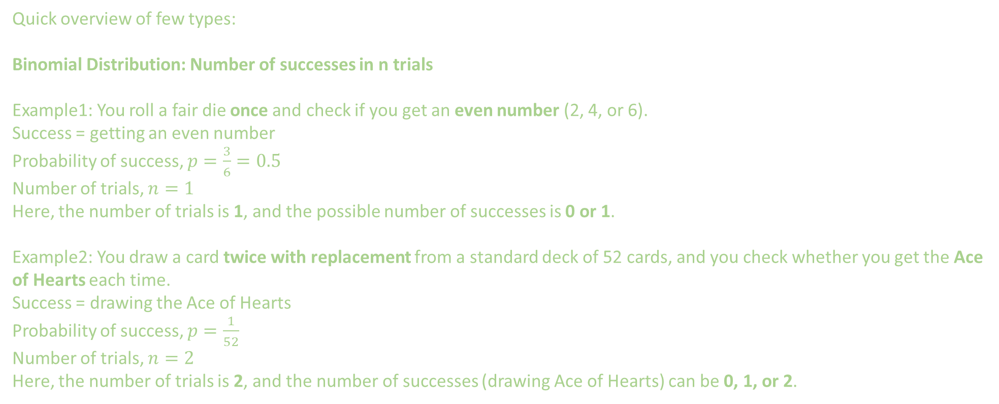 Quick overview of few types:
Binomial Distribution: Number of successes in n trials
Example1: You roll a fair die once and check if you get an even number (2, 4, or 6).
Success = getting an even number
Probability of success, p = 3/6 = 0.5
Number of trials, n = 1
Here, the number of trials is 1, and the possible number of successes is 0 or 1.
Example2: You draw a card twice with replacement from a standard deck of 52 cards, and you check whether you get the Ace
of Hearts each time.
Success = drawing the Ace of Hearts
Probability of success, p = 1/52
Number of trials, n = 2
Here, the number of trials is 2, and the number of successes (drawing Ace of Hearts) can be 0, 1, or 2.